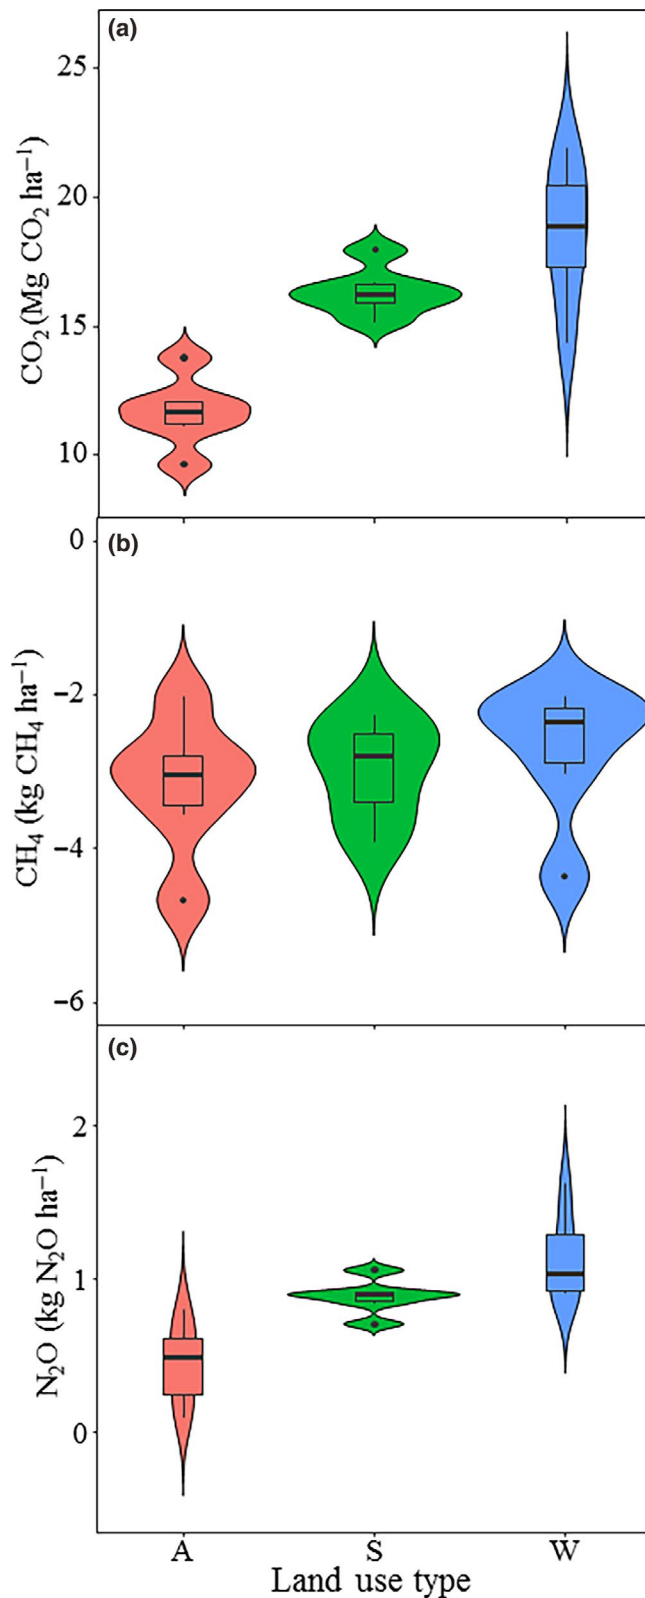 (a)
25
20
15
10
CO₂ (Mg CO₂ ha⁻¹)
(b)
0
−2
−4
−6
CH₄ (kg CH₄ ha⁻¹)
(c)
2
1
0
N₂O (kg N₂O ha⁻¹)
A S W
Land use type